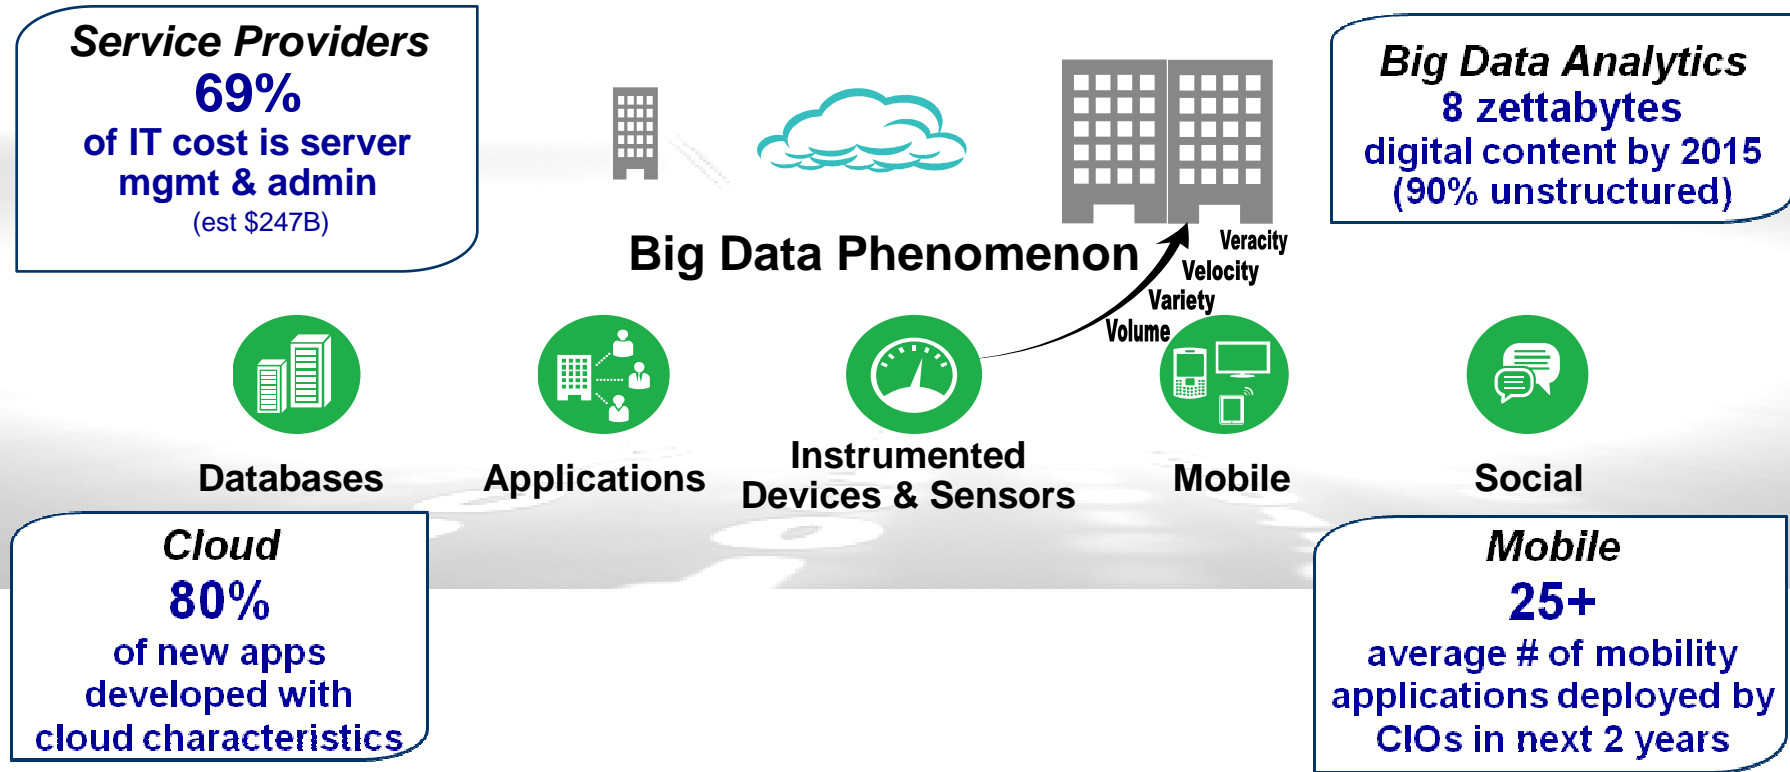 Service Providers
69%
of IT cost is server
mgmt & admin
(est $247B)
Big Data Analytics
8 zettabytes
digital content by 2015
(90% unstructured)
Big Data Phenomenon
Veracity
Velocity
Variety
Volume
Databases
Applications
Instrumented
Devices & Sensors
Mobile
Social
Cloud
80%
of new apps
developed with
cloud characteristics
Mobile
25+
average # of mobility
applications deployed by
CIOs in next 2 years